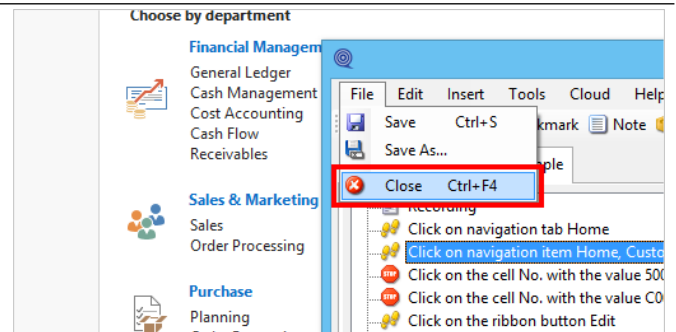 Choose by department
Financial Managem
General Ledger
Cash Management
Cost Accounting
Cash Flow
Receivables
Sales & Marketing
Sales
Order Processing
Purchase
Planning
File Edit Insert Tools Cloud Help
Save Ctrl+S
kmark Note
Save As...
ple
Close Ctrl+F4
Recording
Click on navigation tab Home
Click on navigation item Home, Custo
STOP Click on the cell No. with the value 500
STOP Click on the cell No. with the value C0
Click on the ribbon button Edit